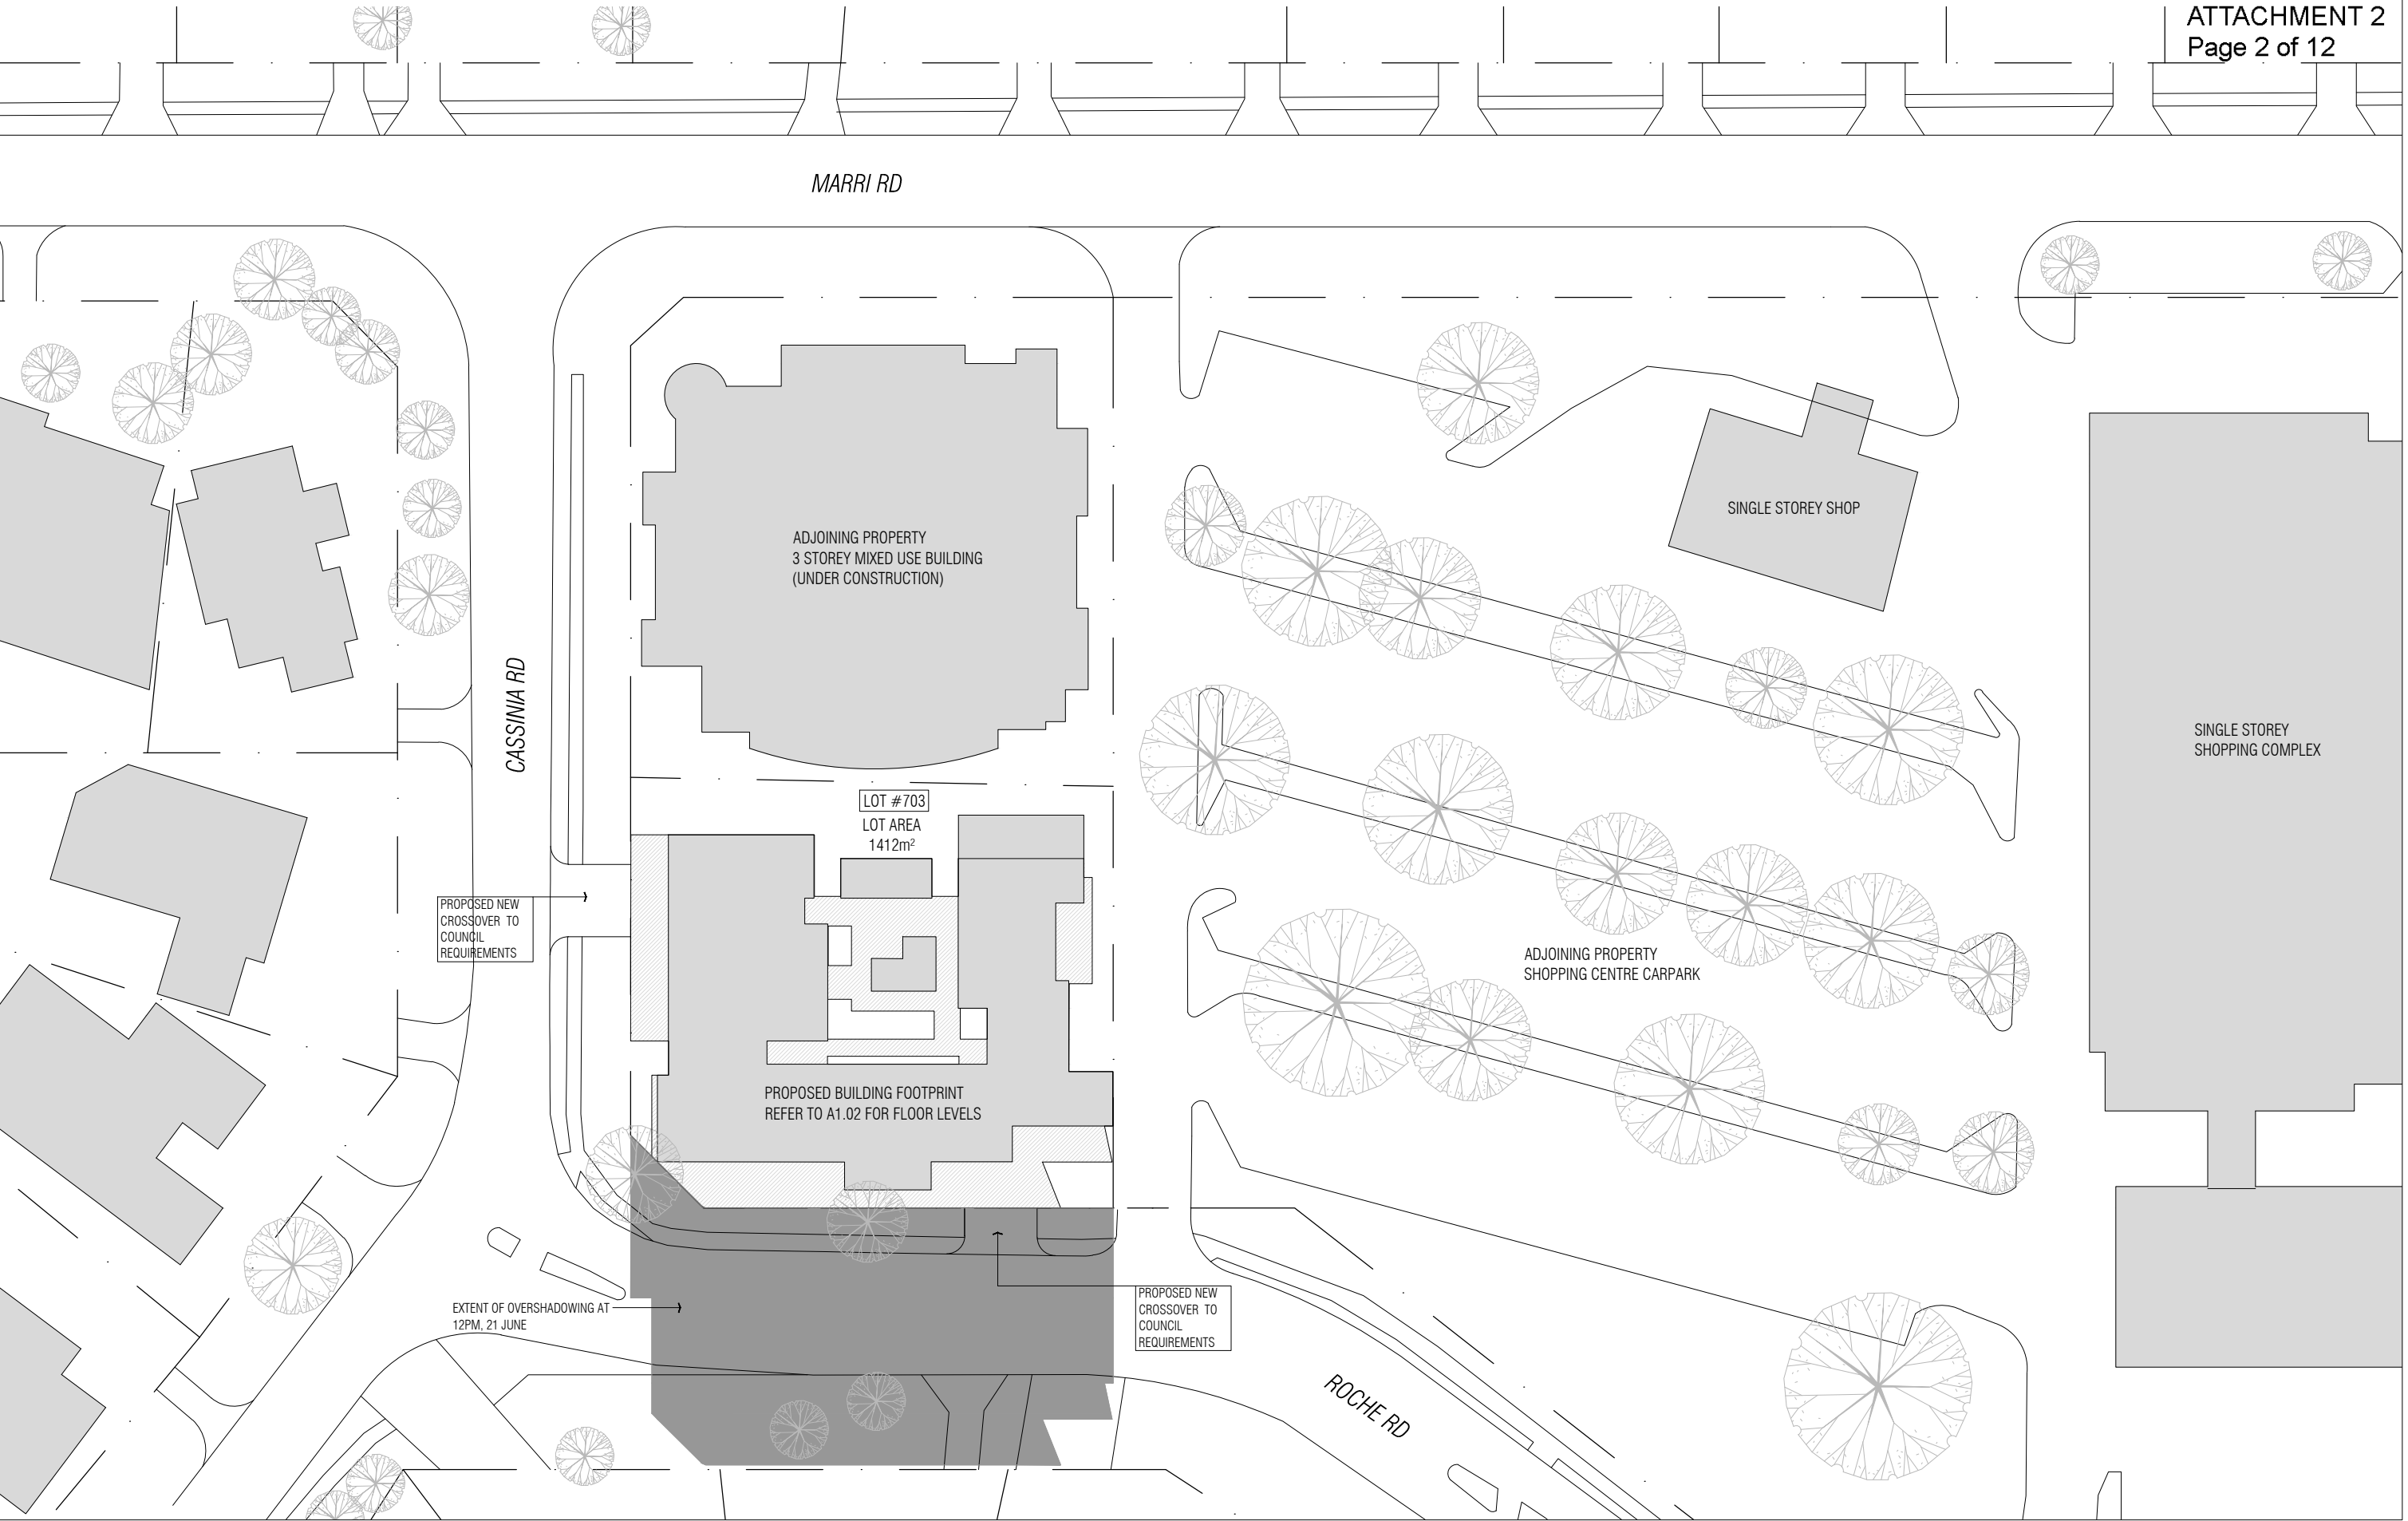 ATTACHMENT 2
Page 2 of 12
MARRI RD
SINGLE STOREY SHOP
ADJOINING PROPERTY
3 STOREY MIXED USE BUILDING
(UNDER CONSTRUCTION)
CASSINIA RD
SINGLE STOREY
SHOPPING COMPLEX
LOT #703
LOT AREA
1412m²
PROPOSED NEW
CROSSOVER TO
COUNCIL
REQUIREMENTS
ADJOINING PROPERTY
SHOPPING CENTRE CARPARK
PROPOSED BUILDING FOOTPRINT
REFER TO A1.02 FOR FLOOR LEVELS
EXTENT OF OVERSHADOWING AT
12PM, 21 JUNE
PROPOSED NEW
CROSSOVER TO
COUNCIL
REQUIREMENTS
ROCHE RD